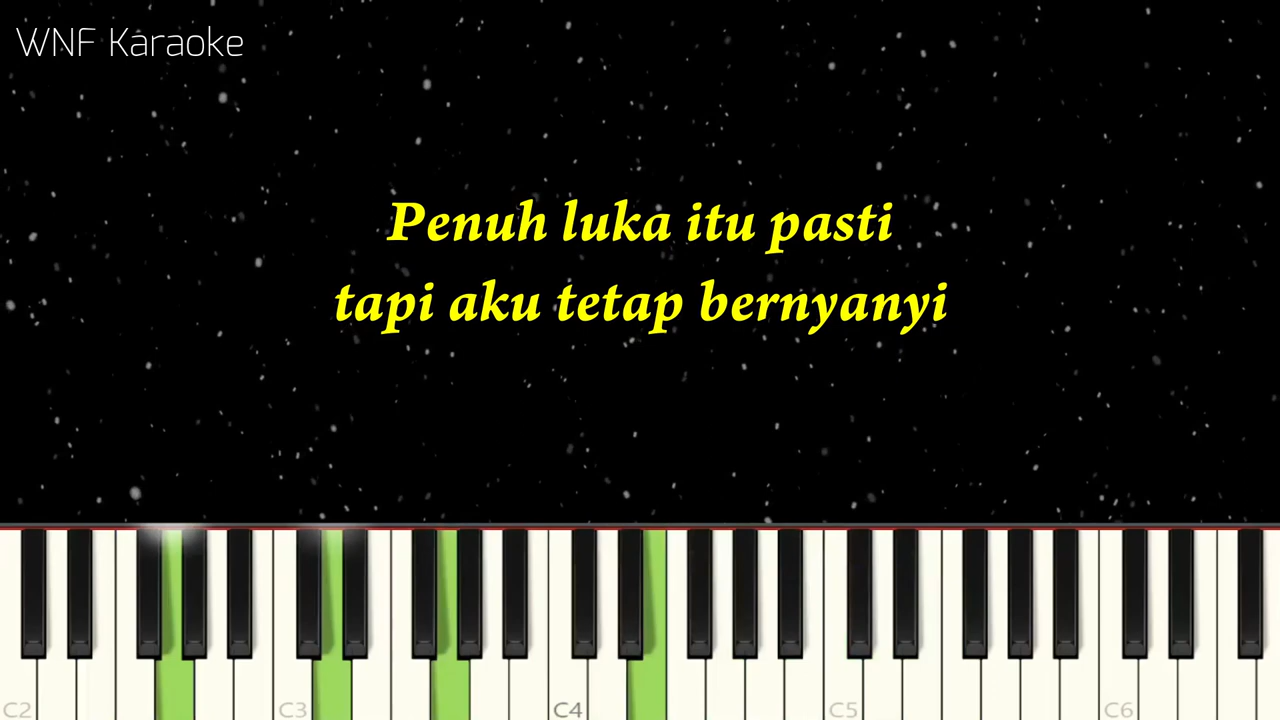 WNF Karaoke
Penuh luka itu pasti
tapi aku tetap bernyanyi
C2 C3 C4 C5 C6